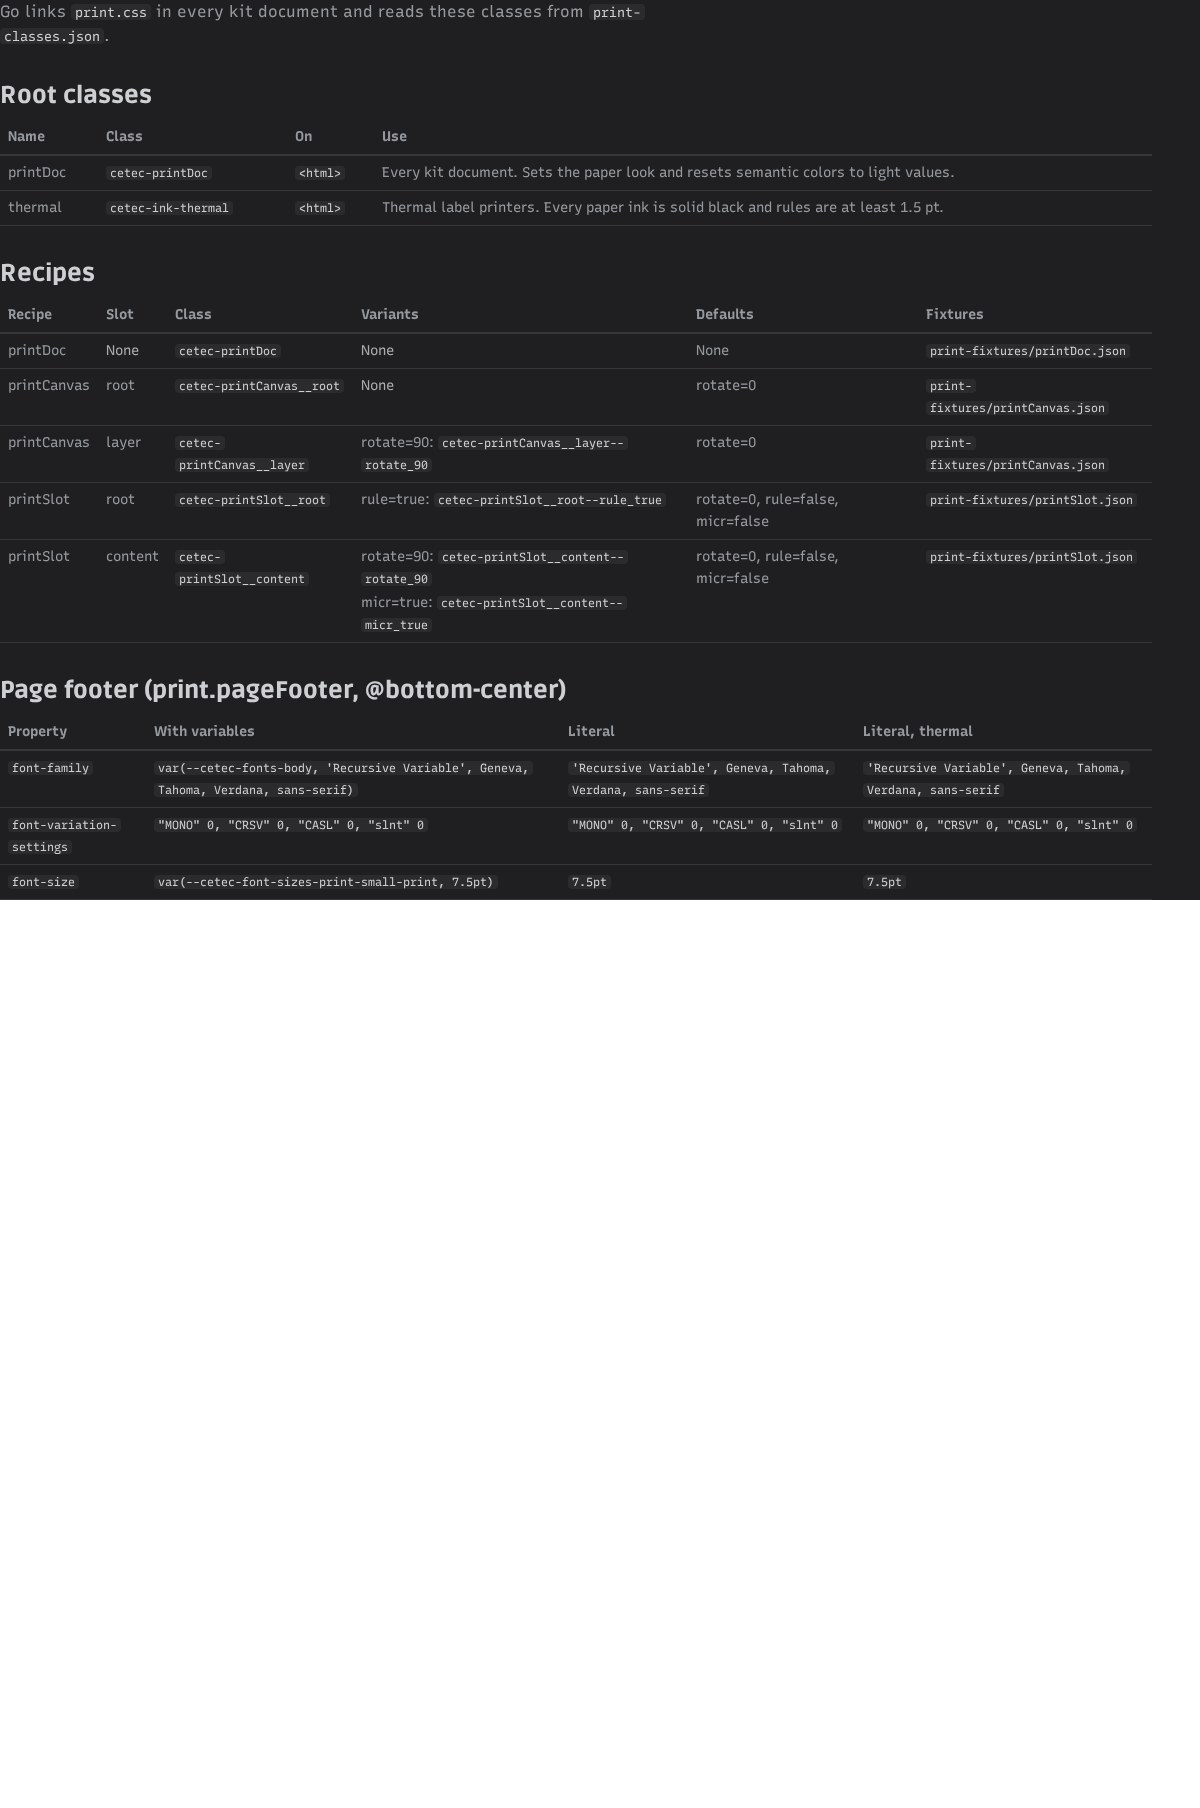 Go links print.css in every kit document and reads these classes from print-
classes.json.
Root classes
Name Class On Use
printDoc cetec-printDoc <html> Every kit document. Sets the paper look and resets semantic colors to light values.
thermal cetec-ink-thermal <html> Thermal label printers. Every paper ink is solid black and rules are at least 1.5 pt.
Recipes
Recipe Slot Class Variants Defaults Fixtures
printDoc None cetec-printDoc None None print-fixtures/printDoc.json
printCanvas root cetec-printCanvas__root None rotate=0 print-
fixtures/printCanvas.json
printCanvas layer cetec- rotate=90: cetec-printCanvas__layer-- rotate=0 print-
printCanvas__layer rotate_90 fixtures/printCanvas.json
printSlot root cetec-printSlot__root rule=true: cetec-printSlot__root--rule_true rotate=0, rule=false, print-fixtures/printSlot.json
micr=false
printSlot content cetec- rotate=90: cetec-printSlot__content-- rotate=0, rule=false, print-fixtures/printSlot.json
printSlot__content rotate_90 micr=false
micr=true: cetec-printSlot__content--
micr_true
Page footer (print.pageFooter, @bottom-center)
Property With variables Literal Literal, thermal
font-family var(--cetec-fonts-body, 'Recursive Variable', Geneva, 'Recursive Variable', Geneva, Tahoma, 'Recursive Variable', Geneva, Tahoma,
Tahoma, Verdana, sans-serif) Verdana, sans-serif Verdana, sans-serif
font-variation- "MONO" 0, "CRSV" 0, "CASL" 0, "slnt" 0 "MONO" 0, "CRSV" 0, "CASL" 0, "slnt" 0 "MONO" 0, "CRSV" 0, "CASL" 0, "slnt" 0
settings
font-size var(--cetec-font-sizes-print-small-print, 7.5pt) 7.5pt 7.5pt